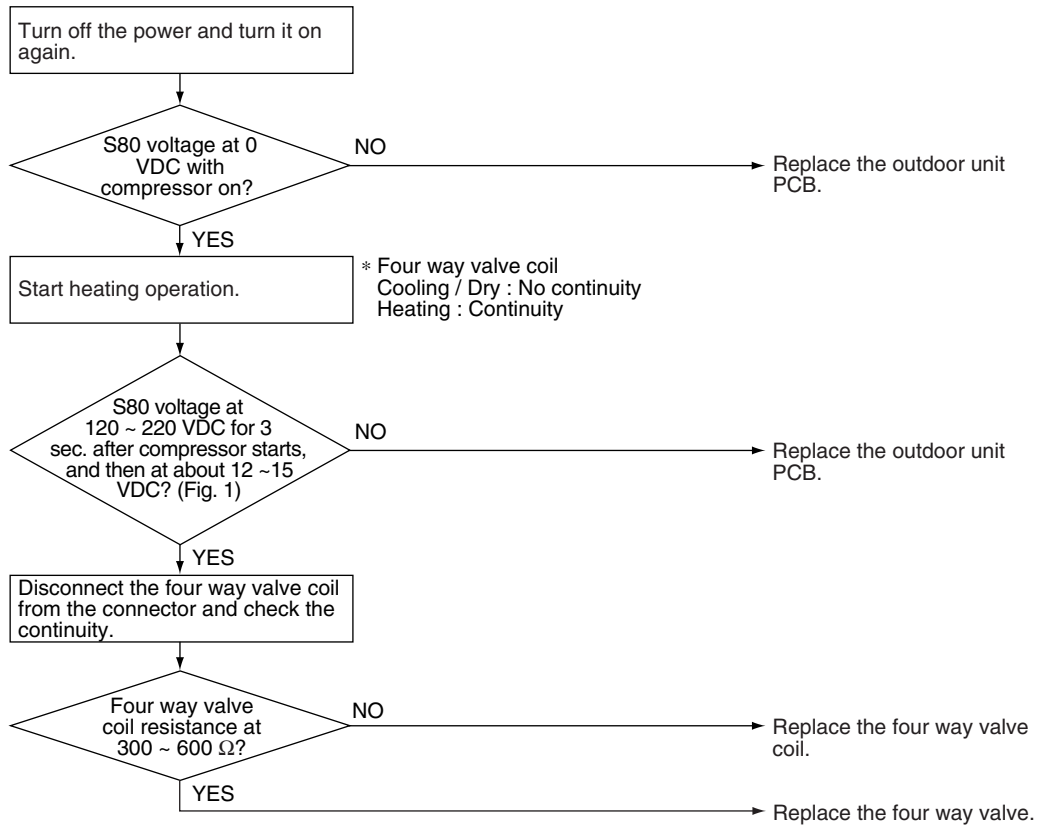 Turn off the power and turn it on
again.
S80 voltage at 0
VDC with
compressor on?
NO
Replace the outdoor unit
PCB.
YES
Start heating operation.
* Four way valve coil
Cooling / Dry : No continuity
Heating : Continuity
S80 voltage at
120 ~ 220 VDC for 3
sec. after compressor starts,
and then at about 12 ~15
VDC? (Fig. 1)
NO
Replace the outdoor unit
PCB.
YES
Disconnect the four way valve coil
from the connector and check the
continuity.
Four way valve
coil resistance at
300 ~ 600 Ω?
NO
Replace the four way valve
coil.
YES
Replace the four way valve.